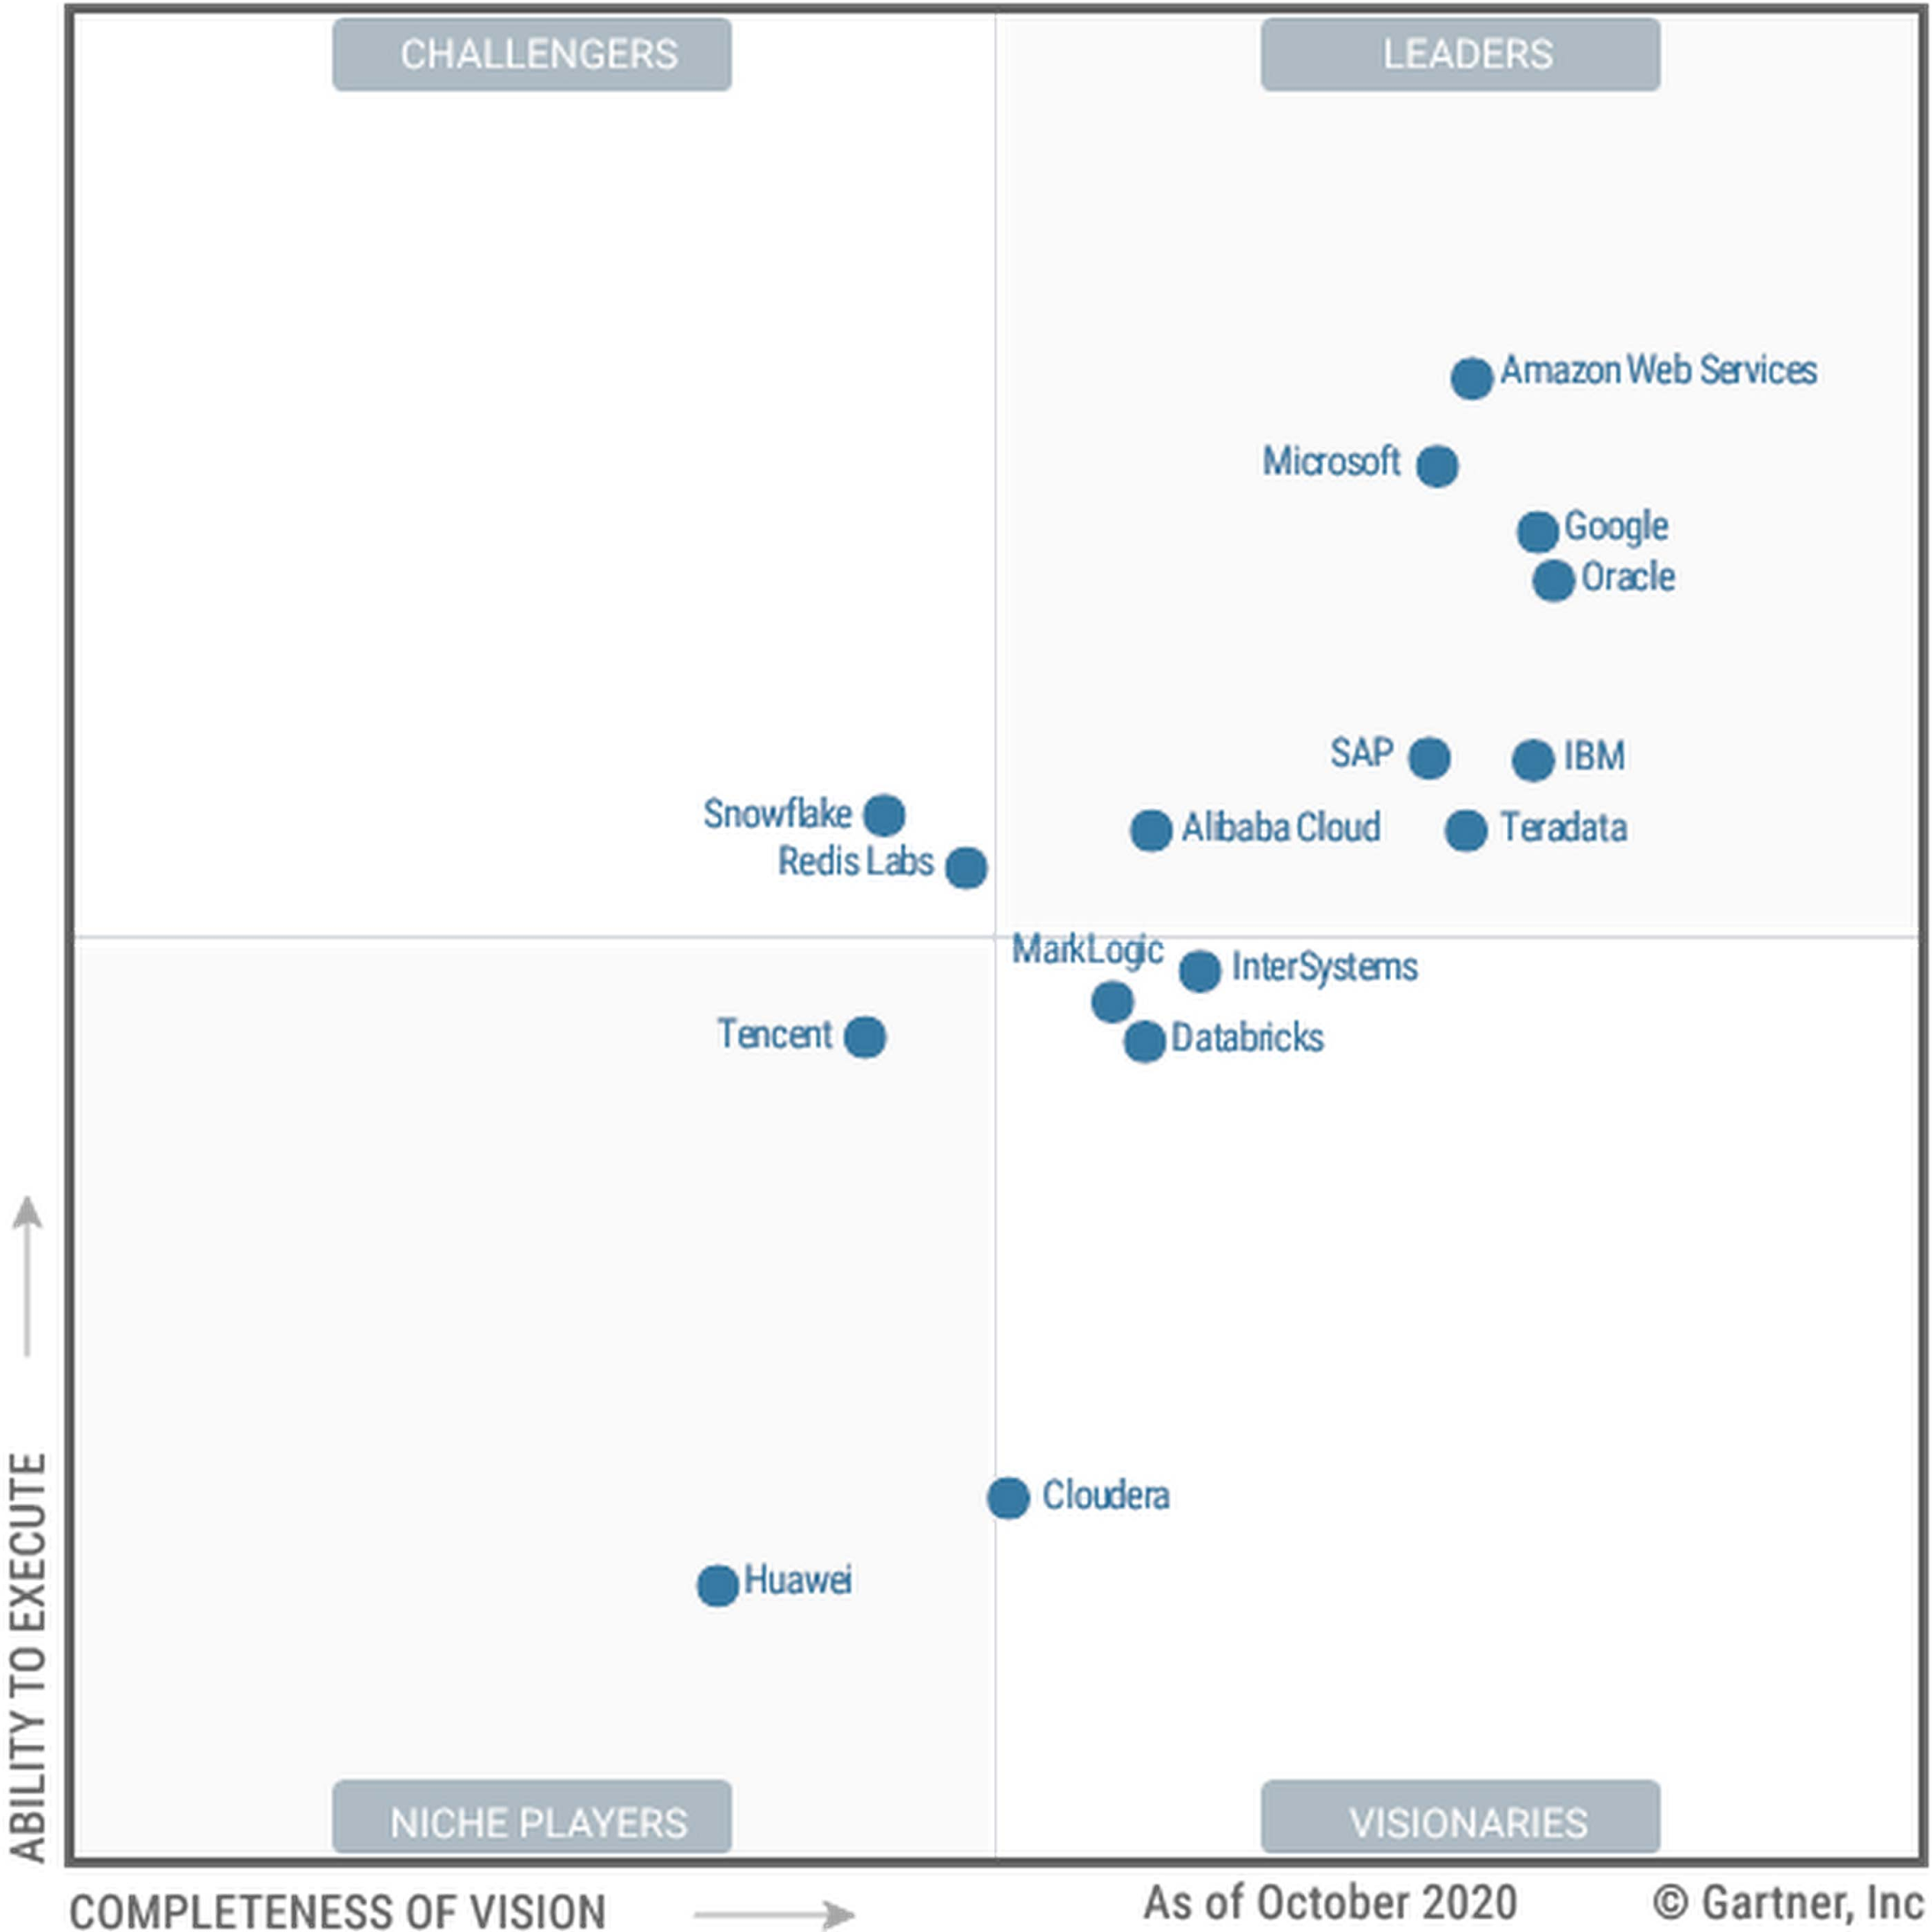 CHALLENGERS
LEADERS
Amazon Web Services
Microsoft
Google
Oracle
SAP
IBM
Snowflake
Alibaba Cloud
Teradata
Redis Labs
MarkLogic
InterSystems
Tencent
Databricks
Cloudera
Huawei
NICHE PLAYERS
VISIONARIES
ABILITY TO EXECUTE
COMPLETENESS OF VISION
As of October 2020
© Gartner, Inc